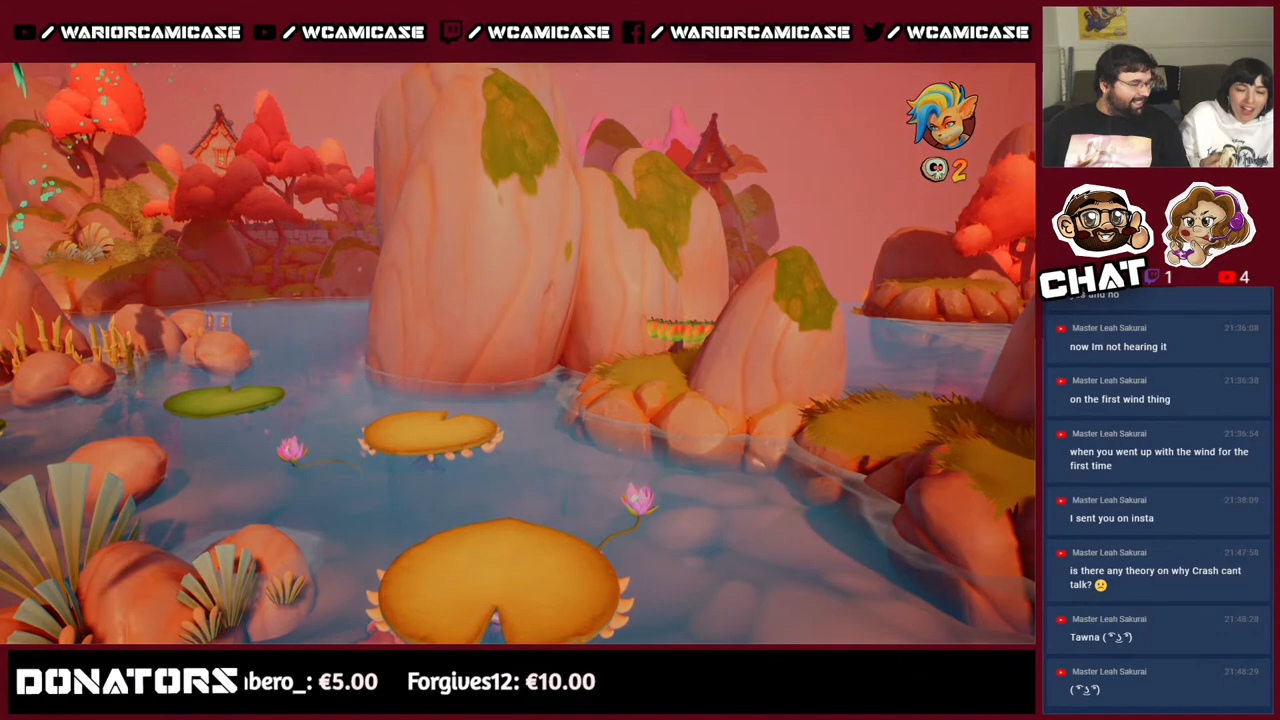 / WARIORCAMICASE / WCAMICASE / WCAMICASE / WARIORCAMICASE / WCAMICASE
2
CHAT 1 4
and no
Master Leah Sakurai 21:36:08
now Im not hearing it
Master Leah Sakurai 21:36:38
on the first wind thing
Master Leah Sakurai 21:36:54
when you went up with the wind for the
first time
Master Leah Sakurai 21:38:09
I sent you on insta
Master Leah Sakurai 21:47:58
is there any theory on why Crash cant
talk? 🙁
Master Leah Sakurai 21:48:28
Tawna ( ͡° ͜ʖ ͡°)
Master Leah Sakurai 21:48:29
( ͡° ͜ʖ ͡°)
DONATORS bero_: €5.00 Forgives12: €10.00